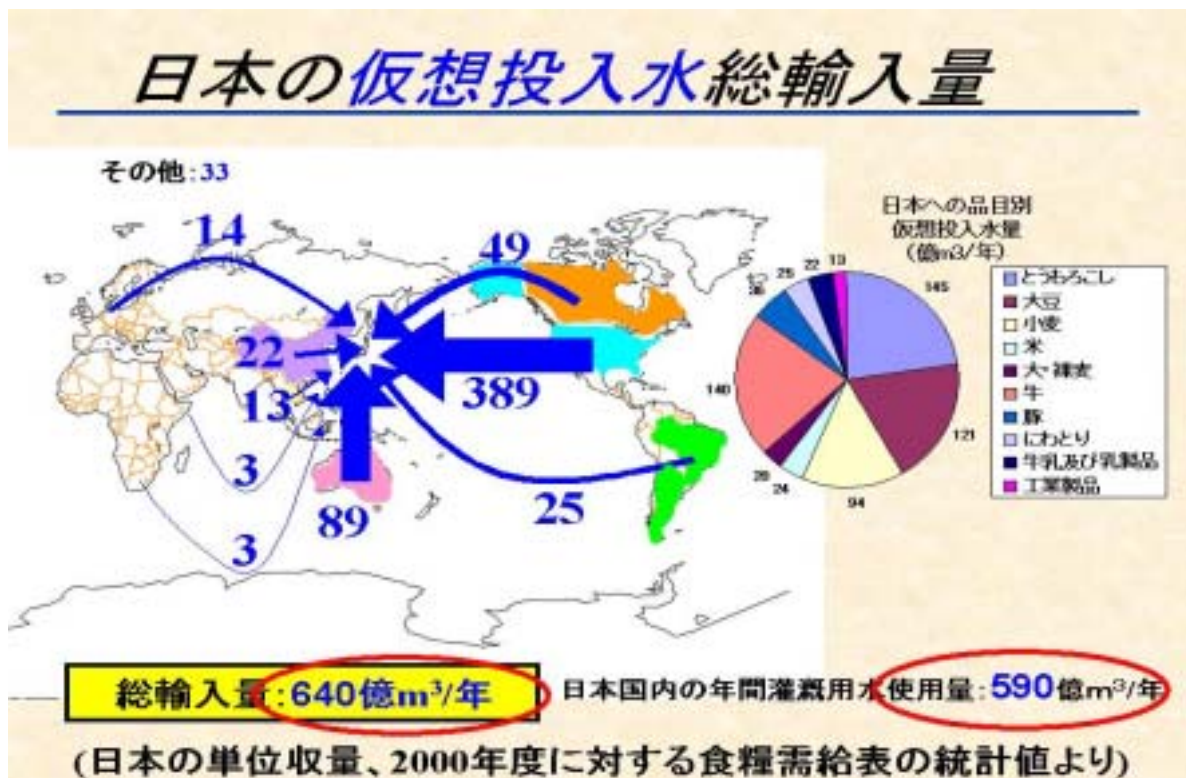 日本の仮想投入水総輸入量
その他:33
14
49
22
389
13
3
89
25
3
日本への品目別
仮想投入水量
(億m3/年)
13
22
25
36
145
140
121
94
24
20
とうもろこし
大豆
小麦
米
大・裸麦
牛
豚
にわとり
牛乳及び乳製品
工業製品
総輸入量:640億m³/年
日本国内の年間灌漑用水使用量:590億m³/年
(日本の単位収量、2000年度に対する食糧需給表の統計値より)